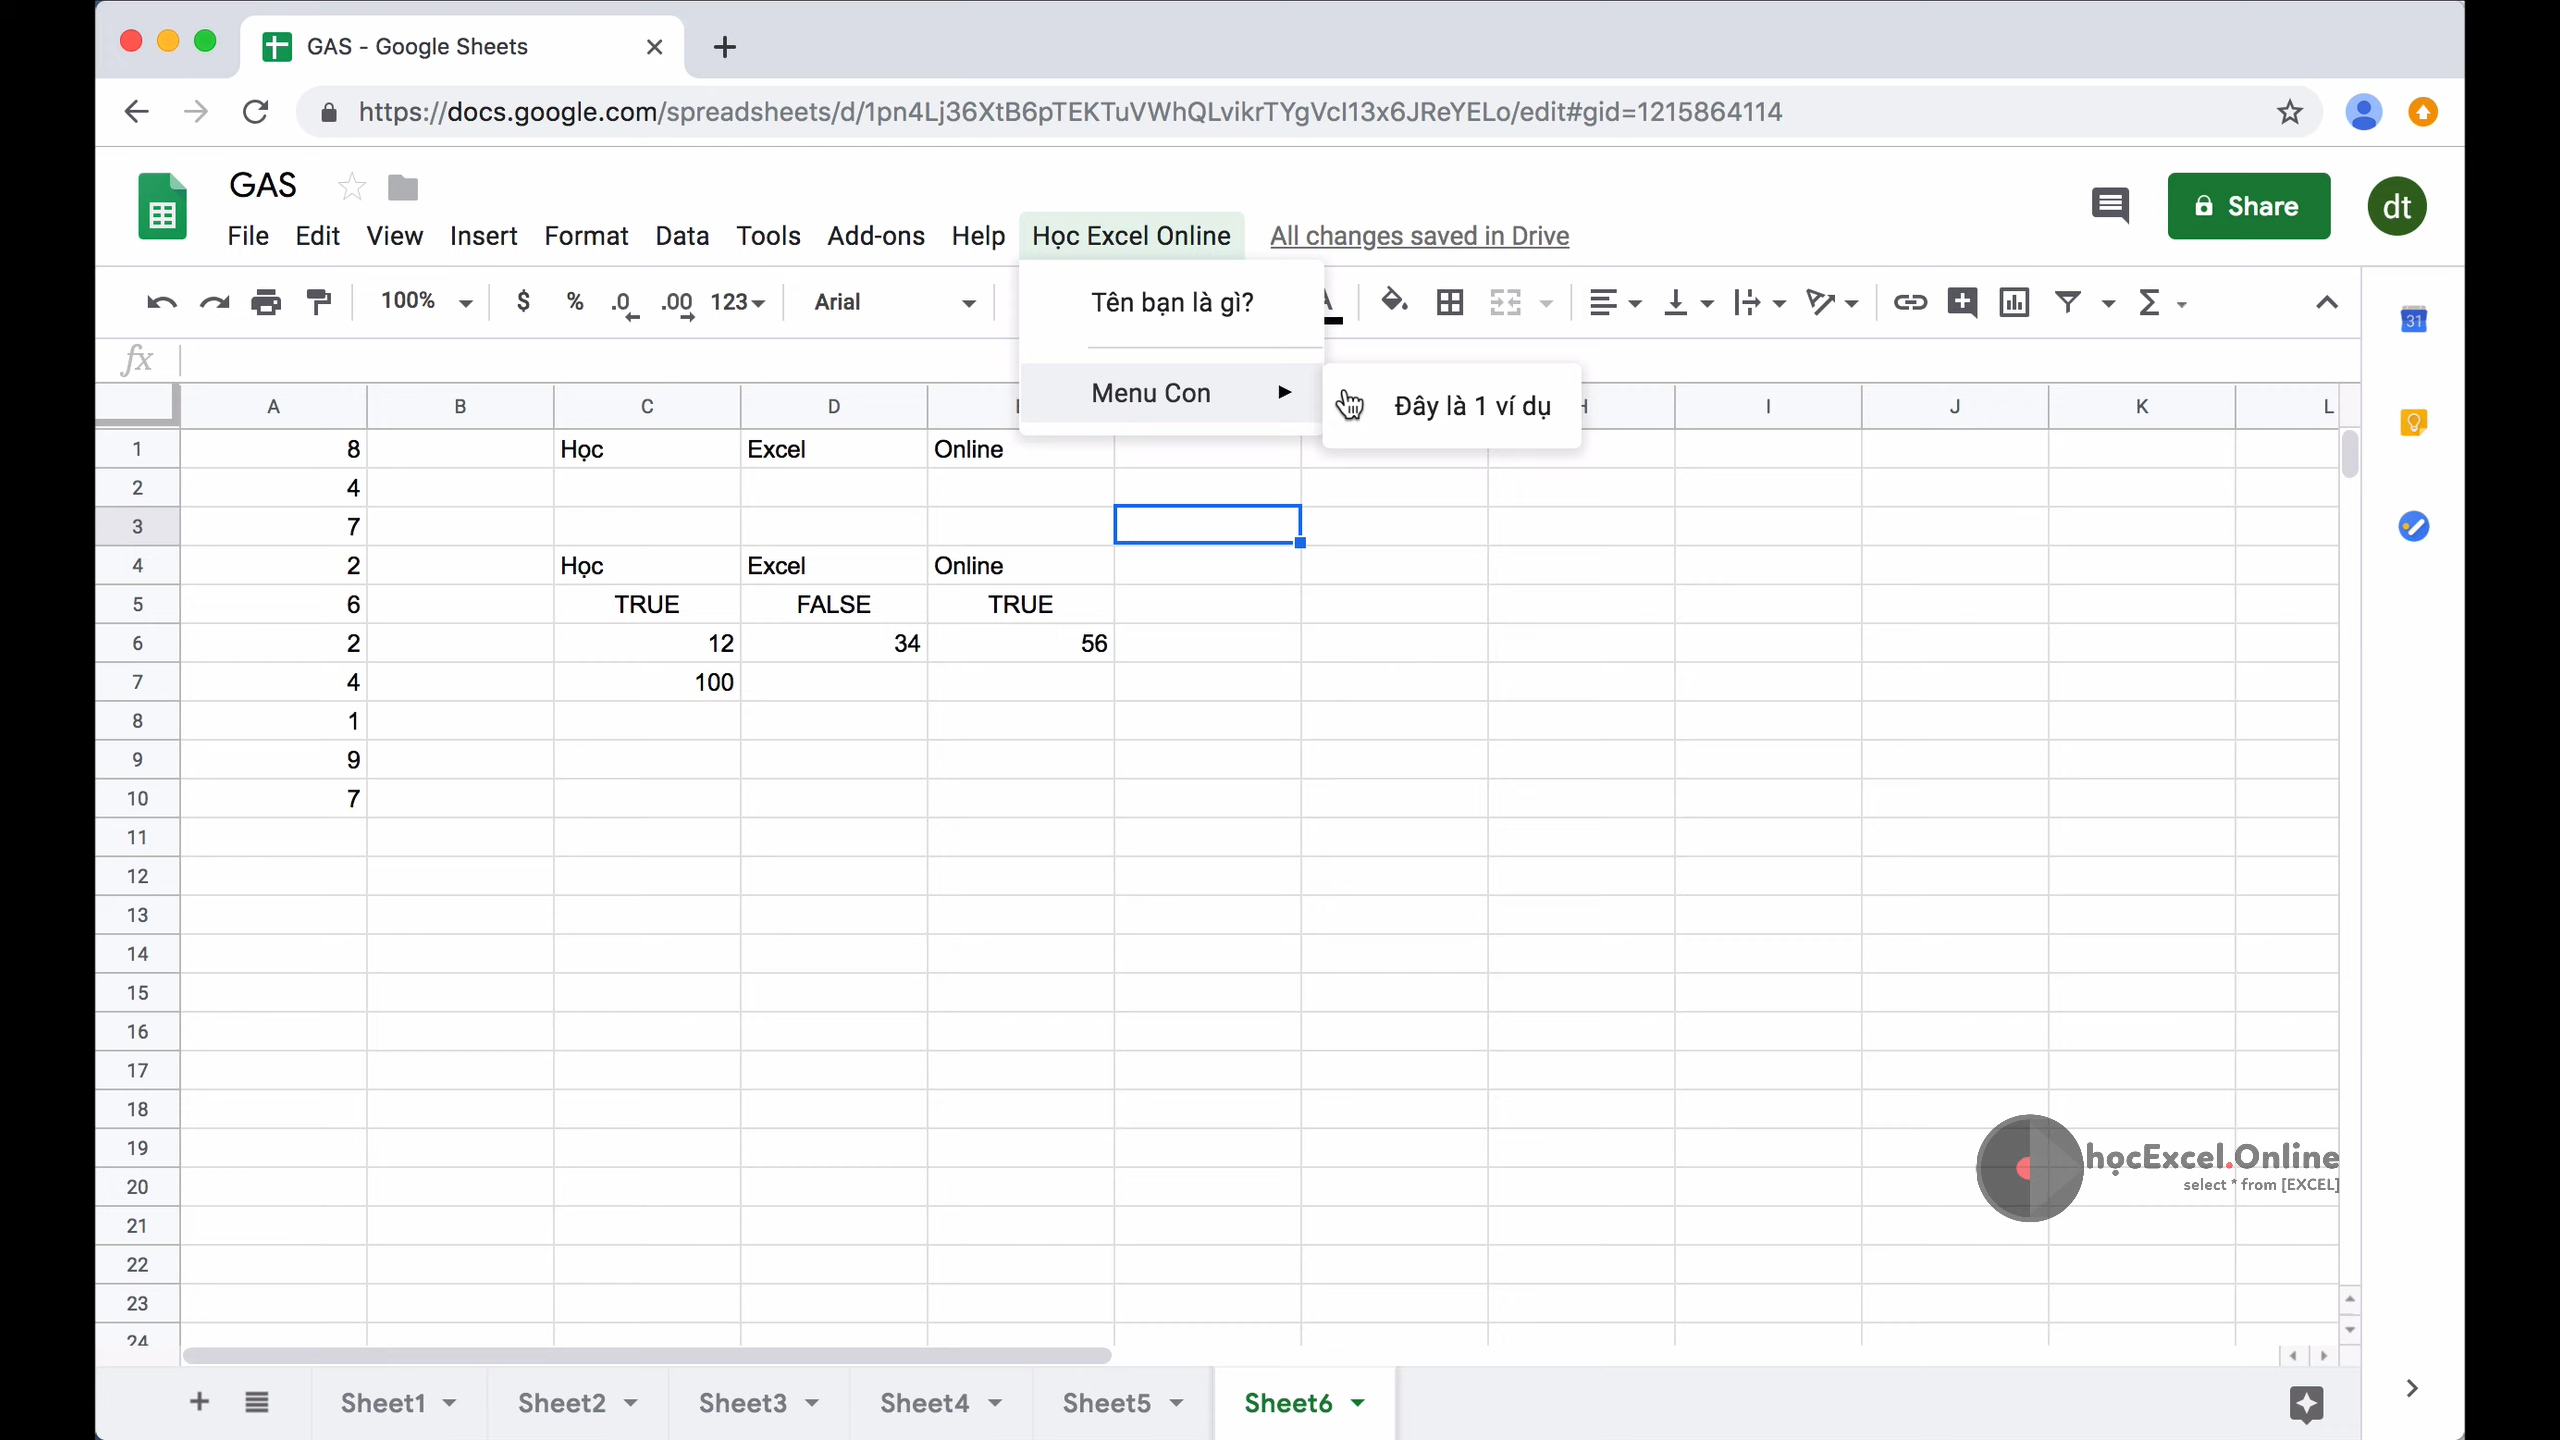 GAS - Google Sheets
https://docs.google.com/spreadsheets/d/1pn4Lj36XtB6pTEKTuVWhQLvikrTYgVcI13x6JReYELo/edit#gid=1215864114
GAS
Share
dt
File Edit View Insert Format Data Tools Add-ons Help Học Excel Online All changes saved in Drive
100% $ % .0 .00 123 Arial A
Tên bạn là gì?
31
fx
Menu Con
Đây là 1 ví dụ
A B C D H I J K L
1 8 Học Excel Online
2 4
3 7
4 2 Học Excel Online
5 6 TRUE FALSE TRUE
6 2 12 34 56
7 4 100
8 1
9 9
10 7
11
12
13
14
15
16
17
18
19
họcExcel.Online
select * from [EXCEL]
20
21
22
23
24
Sheet1 Sheet2 Sheet3 Sheet4 Sheet5 Sheet6